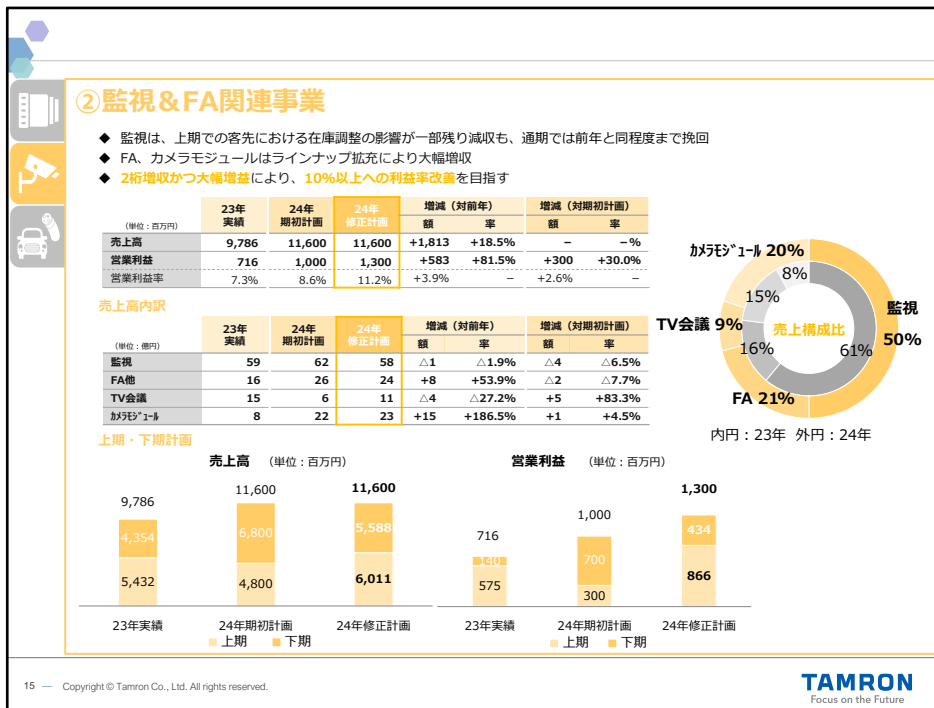 ②監視＆FA関連事業
◆ 監視は、上期での客先における在庫調整の影響が一部残り減収も、通期では前年と同程度まで挽回
◆ FA、カメラモジュールはラインナップ拡充により大幅増収
◆ 2桁増収かつ大幅増益により、10%以上への利益率改善を目指す
（単位：百万円） 23年 実績 24年 期初計画 24年 修正計画 増減（対前年） 額 率 増減（対期初計画） 額 率
売上高 9,786 11,600 11,600 +1,813 +18.5% － －%
営業利益 716 1,000 1,300 +583 +81.5% +300 +30.0%
営業利益率 7.3% 8.6% 11.2% +3.9% － +2.6% －
売上高内訳
（単位：億円） 23年 実績 24年 期初計画 24年 修正計画 増減（対前年） 額 率 増減（対期初計画） 額 率
監視 59 62 58 △1 △1.9% △4 △6.5%
FA他 16 26 24 +8 +53.9% △2 △7.7%
TV会議 15 6 11 △4 △27.2% +5 +83.3%
ｶﾒﾗﾓｼﾞｭｰﾙ 8 22 23 +15 +186.5% +1 +4.5%
ｶﾒﾗﾓｼﾞｭｰﾙ 20%
8%
15%
監視
50%
TV会議 9%
売上構成比
16%
61%
FA 21%
内円：23年 外円：24年
上期・下期計画
売上高 （単位：百万円）
9,786 11,600 11,600
4,354 6,800 5,588
5,432 4,800 6,011
23年実績 24年期初計画 24年修正計画
上期 下期
営業利益 （単位：百万円）
716 1,000 1,300
140 700 434
575 300 866
23年実績 24年期初計画 24年修正計画
上期 下期
15 — Copyright © Tamron Co., Ltd. All rights reserved.
TAMRON
Focus on the Future